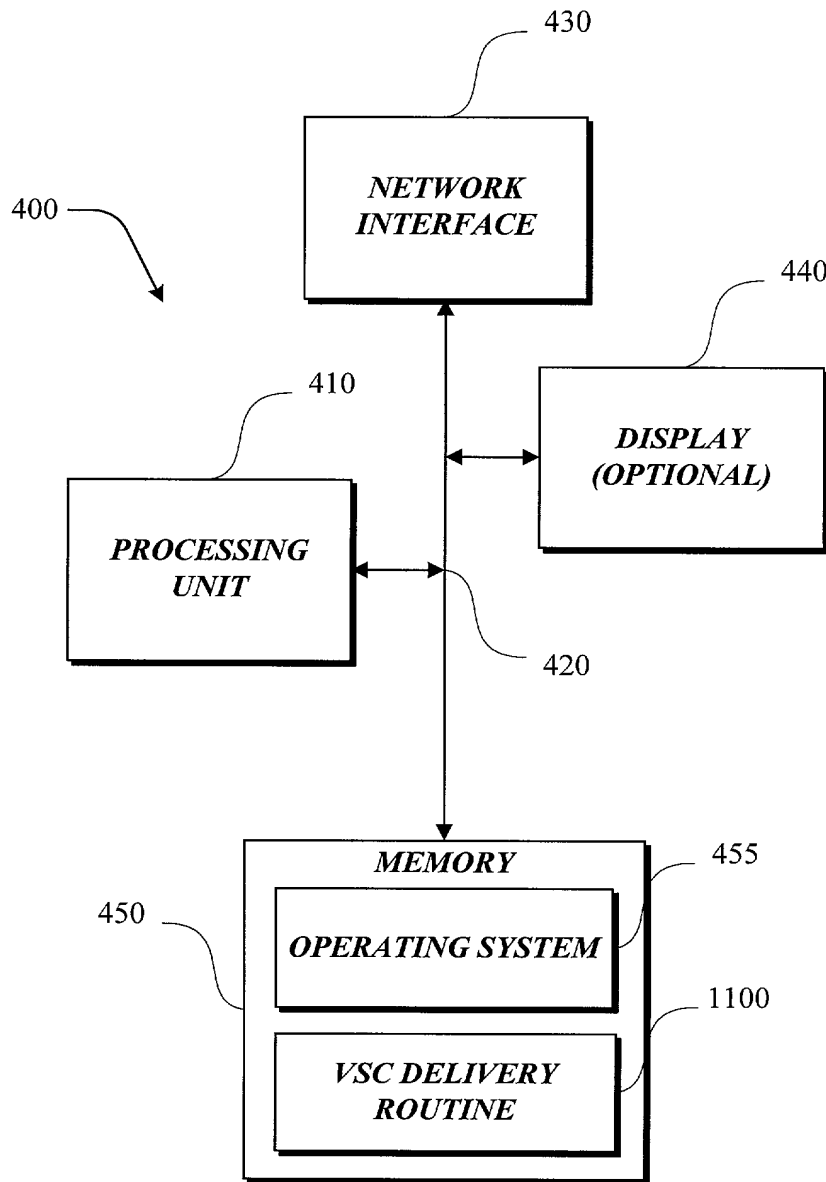 430
NETWORK
INTERFACE
400
440
410
DISPLAY
(OPTIONAL)
PROCESSING
UNIT
420
MEMORY
455
450
OPERATING SYSTEM
1100
VSC DELIVERY
ROUTINE